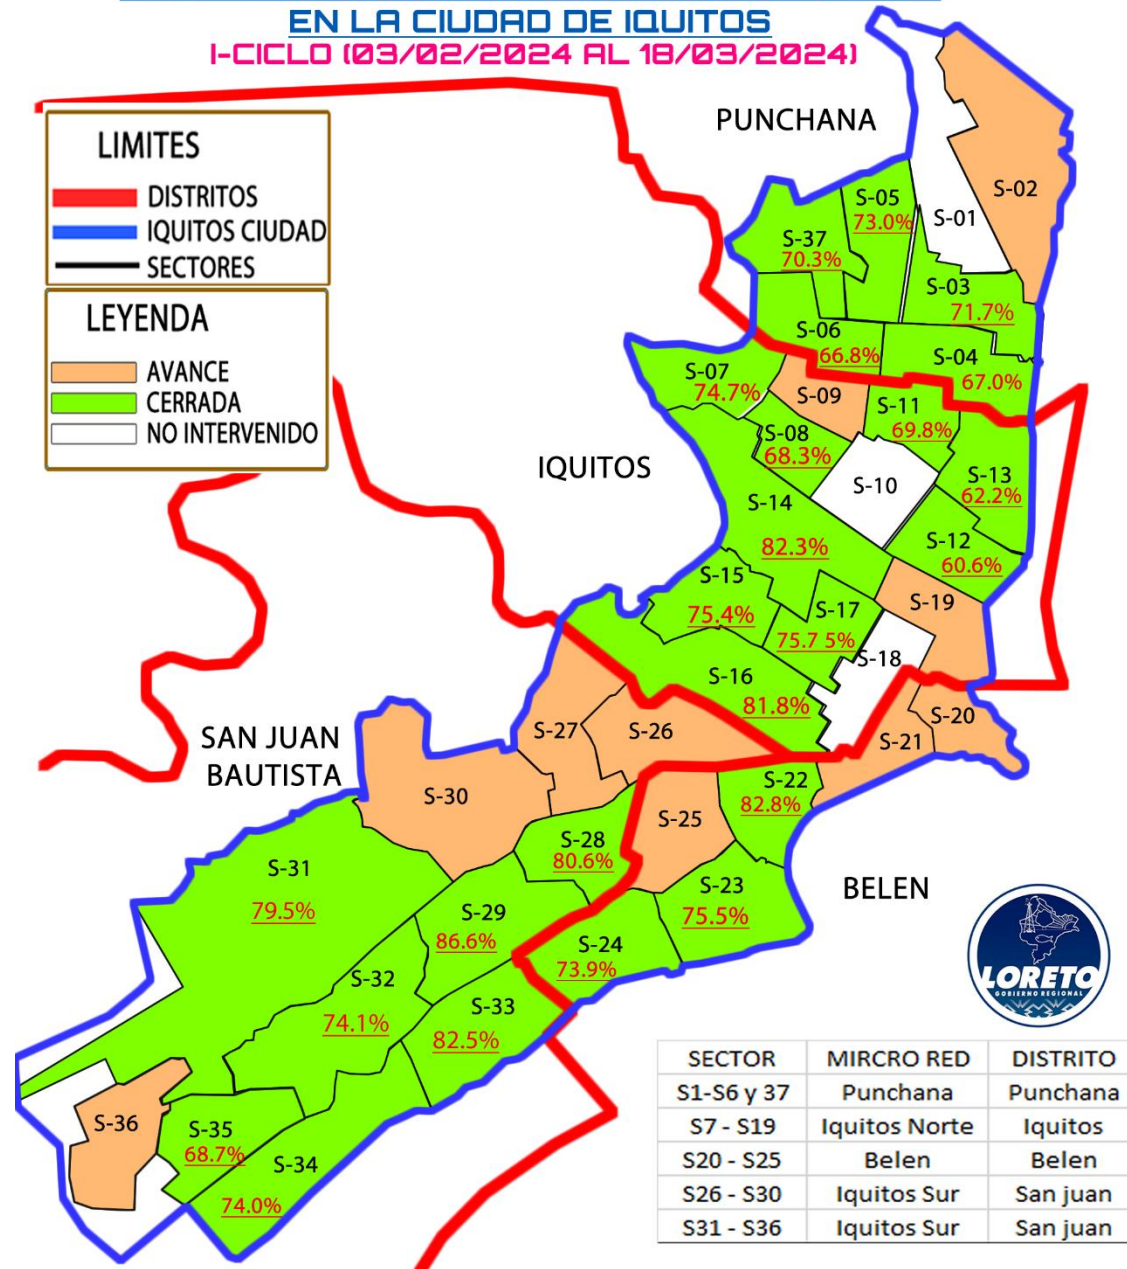 EN LA CIUDAD DE IQUITOS
I-CICLO (03/02/2024 AL 18/03/2024)
LIMITES
DISTRITOS
IQUITOS CIUDAD
SECTORES
LEYENDA
AVANCE
CERRADA
NO INTERVENIDO
PUNCHANA
S-02
S-01
S-05
73.0%
S-37
70.3%
S-03
71.7%
S-06
66.8%
S-04
67.0%
S-07
74.7%
S-09
S-11
69.8%
S-08
68.3%
IQUITOS
S-10
S-13
62.2%
S-14
82.3%
S-12
60.6%
S-15
75.4%
S-17
75.7 5%
S-19
S-18
S-16
81.8%
S-20
S-21
S-27
S-26
SAN JUAN
BAUTISTA
S-30
S-22
82.8%
S-25
S-28
80.6%
S-31
79.5%
S-23
75.5%
BELEN
S-29
86.6%
S-24
73.9%
S-32
74.1%
S-33
82.5%
S-36
S-35
68.7%
S-34
74.0%
LORETO
GOBIERNO REGIONAL
SECTOR MIRCRO RED DISTRITO
S1-S6 y 37 Punchana Punchana
S7 - S19 Iquitos Norte Iquitos
S20 - S25 Belen Belen
S26 - S30 Iquitos Sur San juan
S31 - S36 Iquitos Sur San juan